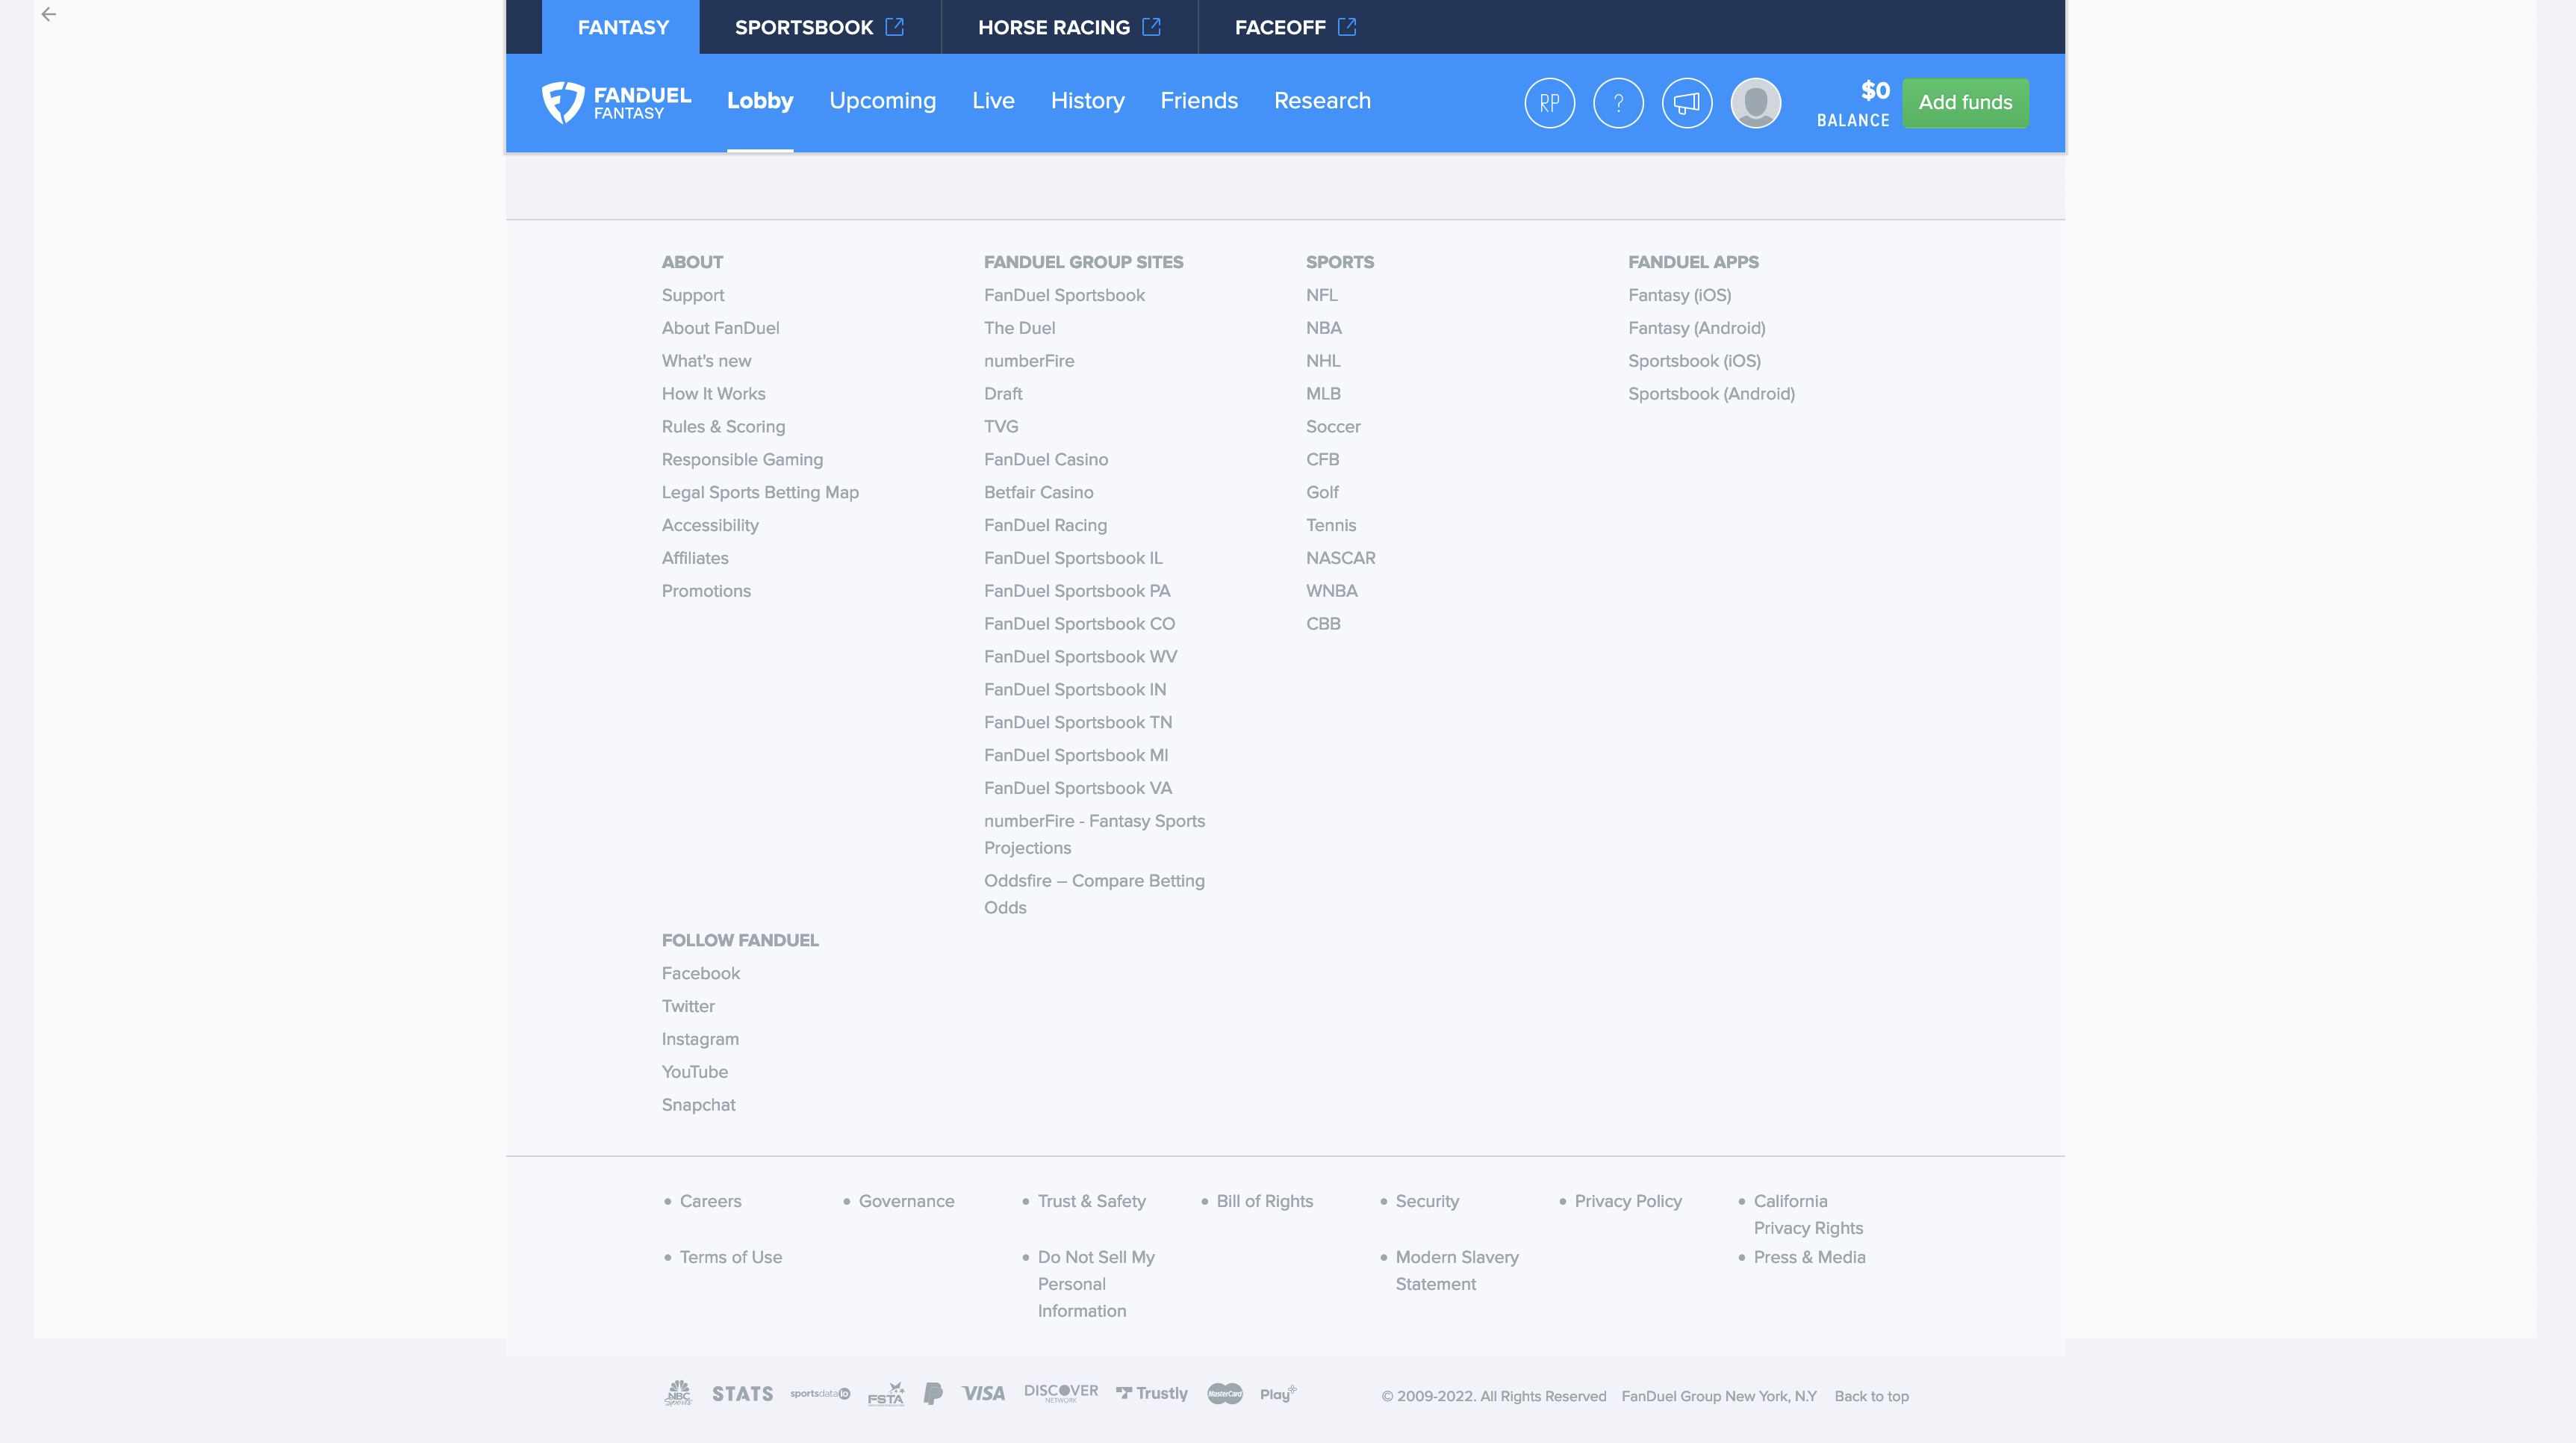 FANTASY
SPORTSBOOK
HORSE RACING
FACEOFF
FANDUEL
FANTASY
Lobby
Upcoming
Live
History
Friends
Research
RP
?
$0
BALANCE
Add funds
ABOUT
Support
About FanDuel
What's new
How It Works
Rules & Scoring
Responsible Gaming
Legal Sports Betting Map
Accessibility
Affiliates
Promotions
FANDUEL GROUP SITES
FanDuel Sportsbook
The Duel
numberFire
Draft
TVG
FanDuel Casino
Betfair Casino
FanDuel Racing
FanDuel Sportsbook IL
FanDuel Sportsbook PA
FanDuel Sportsbook CO
FanDuel Sportsbook WV
FanDuel Sportsbook IN
FanDuel Sportsbook TN
FanDuel Sportsbook MI
FanDuel Sportsbook VA
numberFire - Fantasy Sports
Projections
Oddsfire – Compare Betting
Odds
SPORTS
NFL
NBA
NHL
MLB
Soccer
CFB
Golf
Tennis
NASCAR
WNBA
CBB
FANDUEL APPS
Fantasy (iOS)
Fantasy (Android)
Sportsbook (iOS)
Sportsbook (Android)
FOLLOW FANDUEL
Facebook
Twitter
Instagram
YouTube
Snapchat
Careers
Governance
Trust & Safety
Bill of Rights
Security
Privacy Policy
California
Privacy Rights
Terms of Use
Do Not Sell My
Personal
Information
Modern Slavery
Statement
Press & Media
NBC
Sports
STATS
sportsdata IO
FSTA
VISA
DISCOVER
NETWORK
Trustly
MasterCard
Play+
© 2009-2022. All Rights Reserved
FanDuel Group New York, N.Y
Back to top